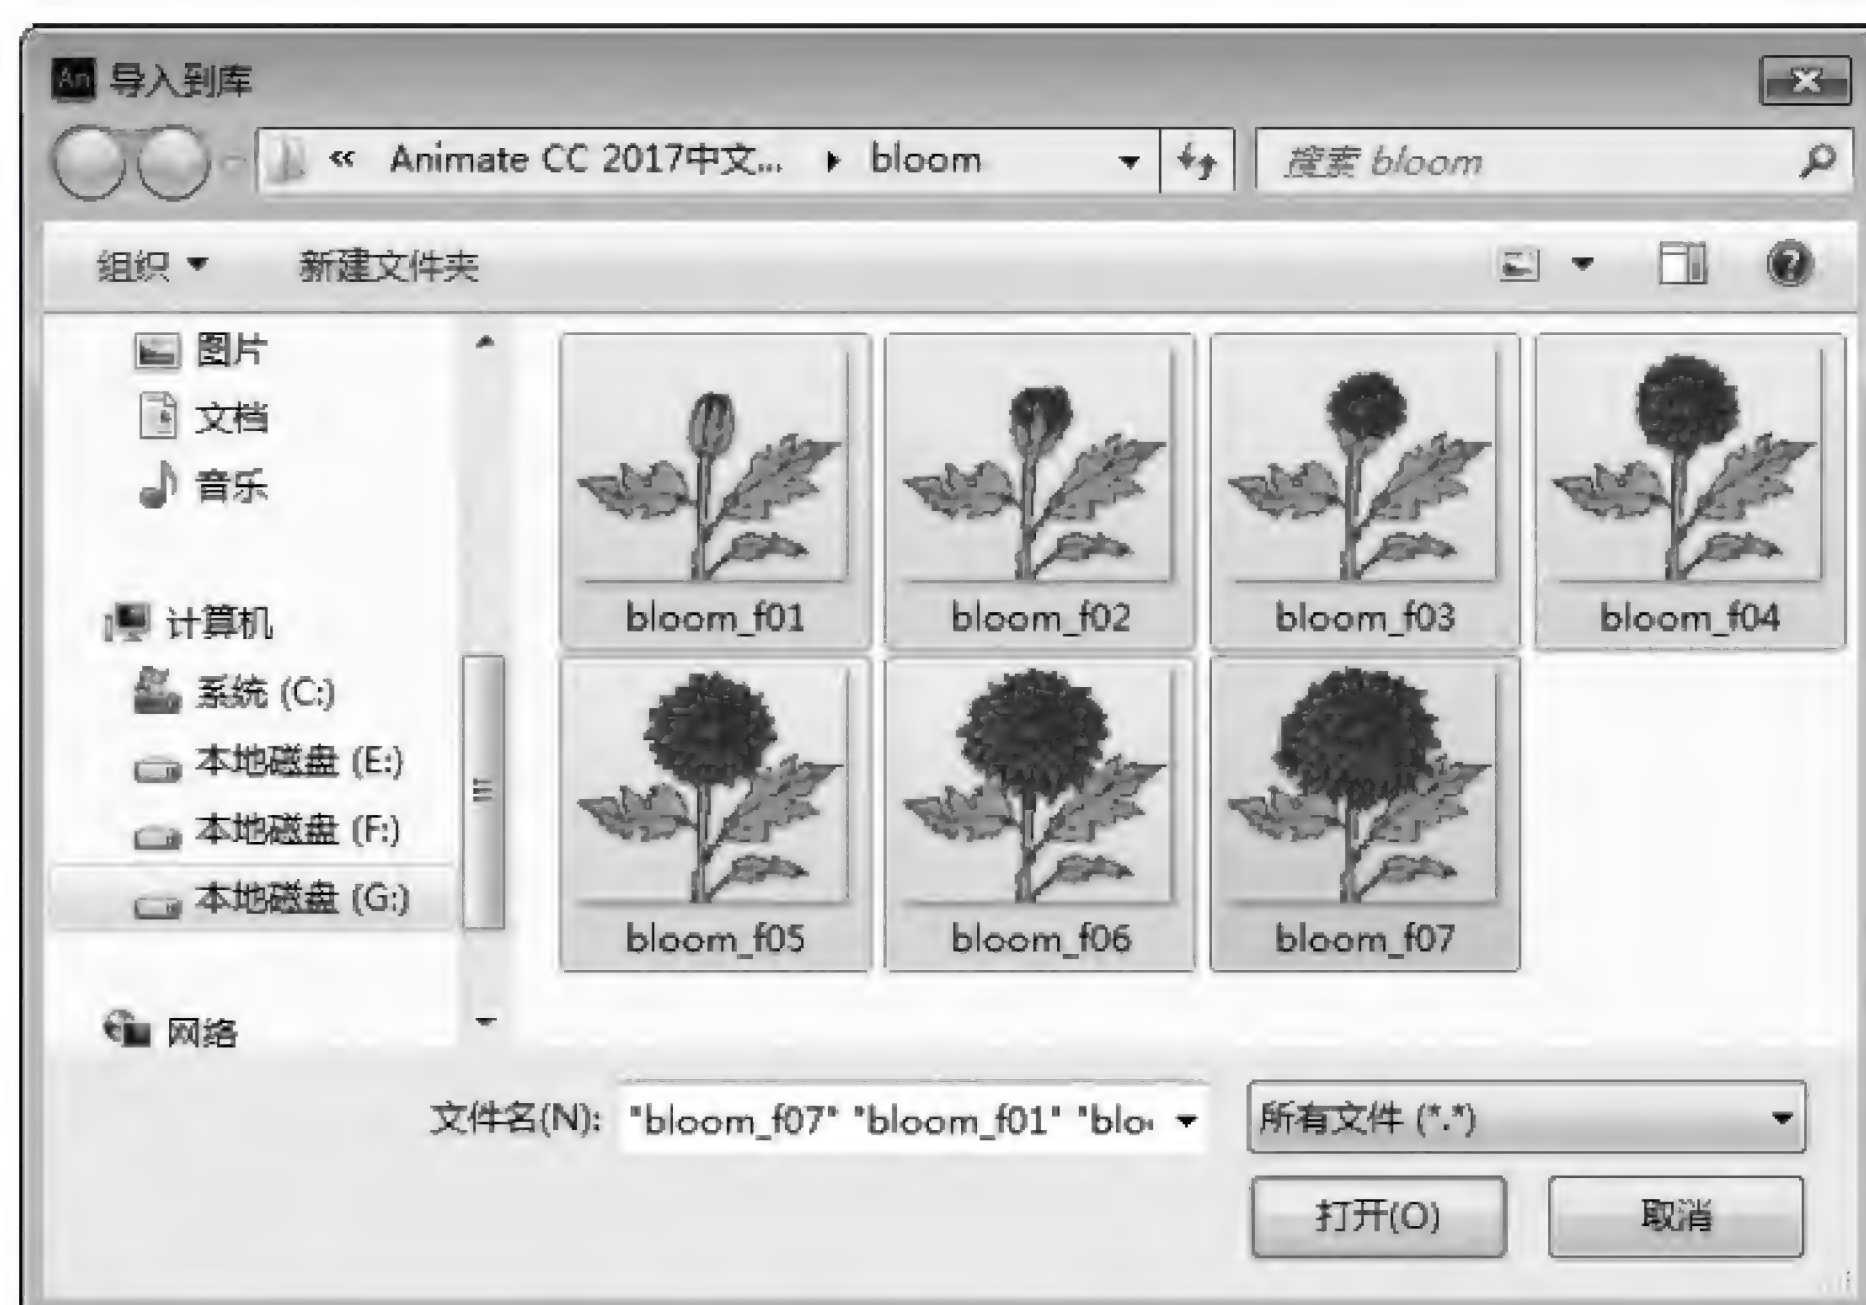 An 导入到库
« Animate CC 2017中文... ▸ bloom
搜索 bloom
组织 新建文件夹
图片
文档
音乐
计算机
系统 (C:)
本地磁盘 (E:)
本地磁盘 (F:)
本地磁盘 (G:)
网络
bloom_f01 bloom_f02 bloom_f03 bloom_f04
bloom_f05 bloom_f06 bloom_f07
文件名(N): "bloom_f07" "bloom_f01" "blo
所有文件 (*.*)
打开(O) 取消